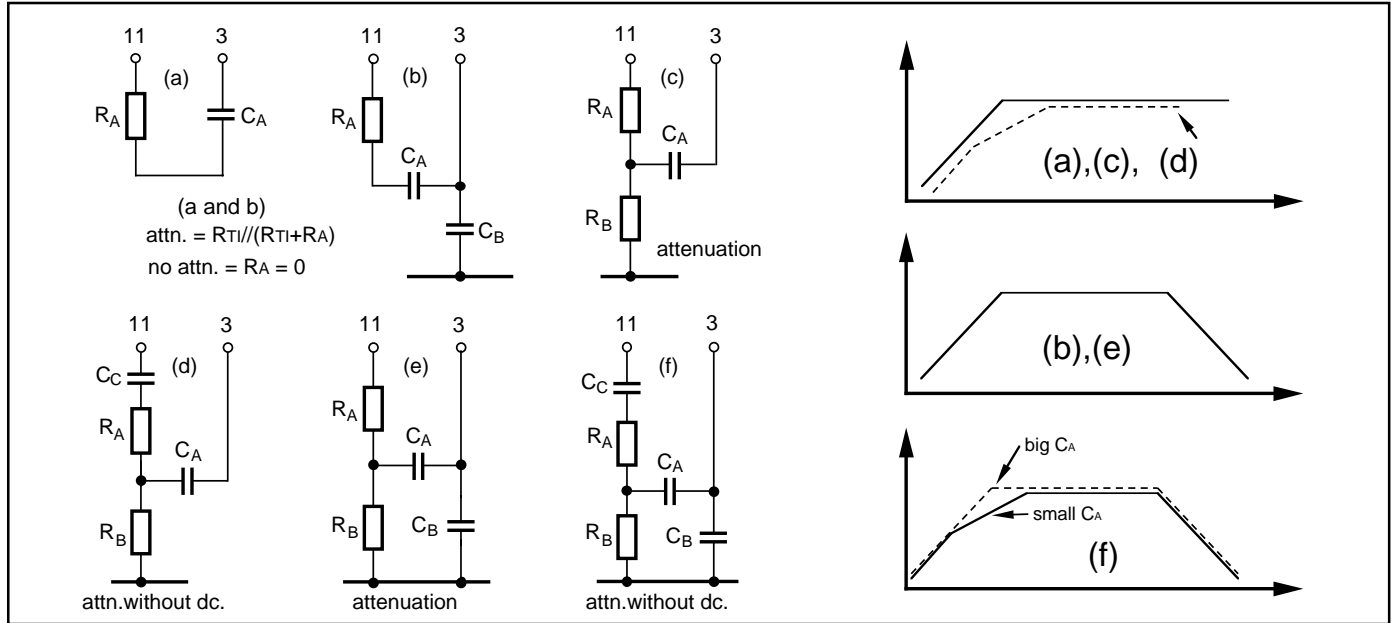 11 3
(a)
RA
CA
(a and b)
attn. = RTI//(RTI+RA)
no attn. = RA = 0
11 3
(b)
RA
CA
CB
11 3
(c)
RA
CA
RB
attenuation
(a),(c), (d)
(b),(e)
11 3
(d)
CC
RA
CA
RB
attn.without dc.
11 3
(e)
RA
CA
RB
CB
attenuation
11 3
(f)
CC
RA
CA
RB
CB
attn.without dc.
big CA
small CA
(f)